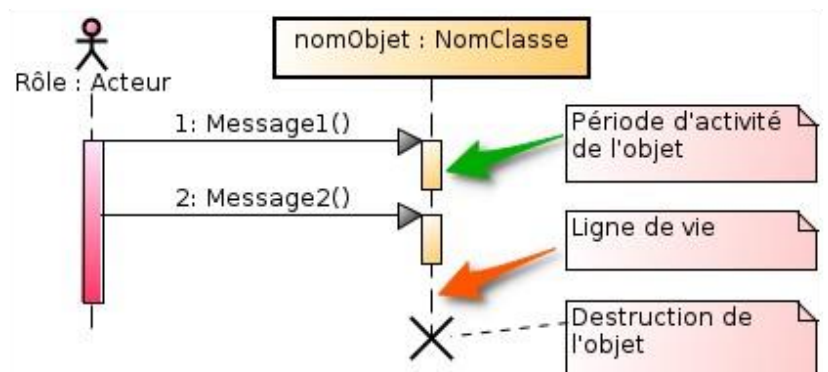 nomObjet : NomClasse
Rôle : Acteur
1: Message1()
Période d'activité
de l'objet
2: Message2()
Ligne de vie
Destruction de
l'objet